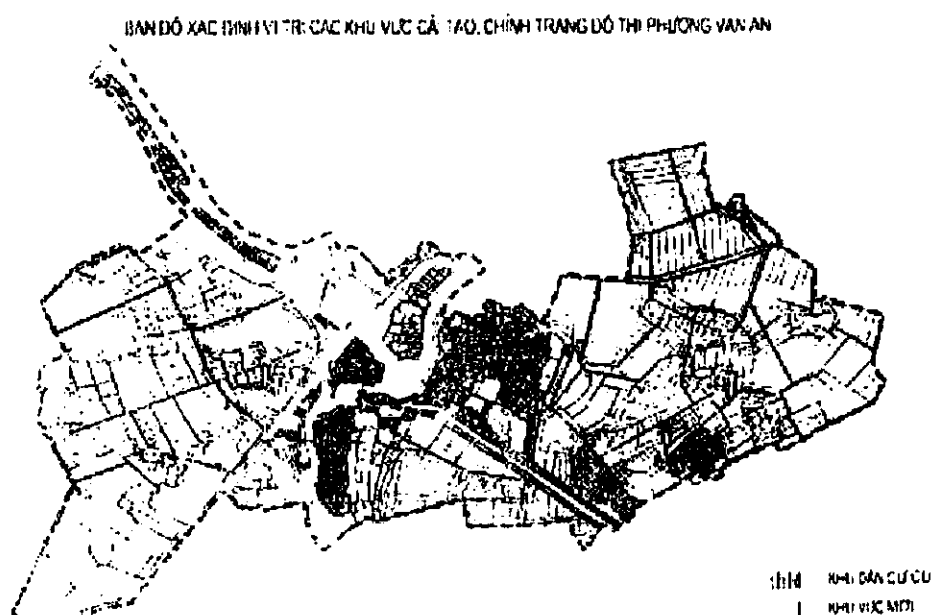 BẢN ĐỒ XÁC ĐỊNH VỊ TRÍ CÁC KHU VỰC CẢI TẠO, CHỈNH TRANG ĐÔ THỊ PHƯỜNG VẠN AN
KHU DÂN CƯ CŨ
KHU VỰC MỚI